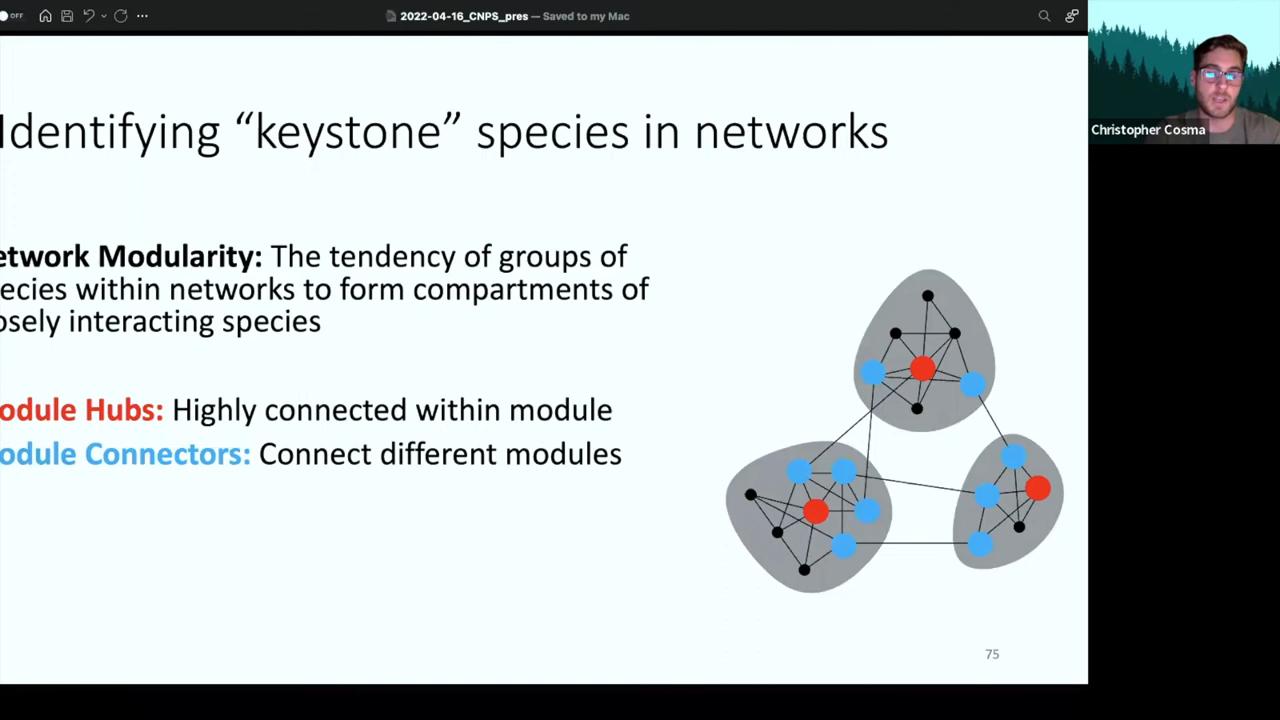 OFF
2022-04-16_CNPS_pres — Saved to my Mac
Identifying “keystone” species in networks
etwork Modularity: The tendency of groups of
ecies within networks to form compartments of
osely interacting species
odule Hubs: Highly connected within module
odule Connectors: Connect different modules
75
Christopher Cosma